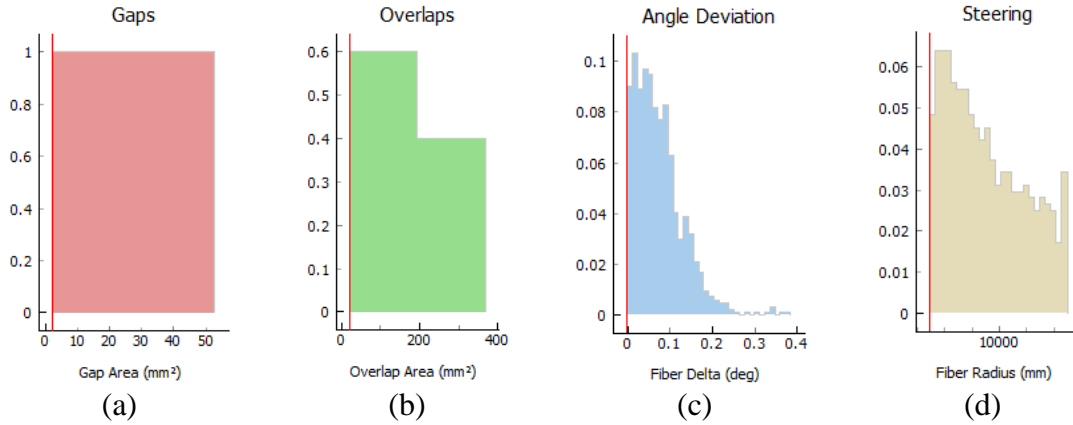 Gaps
1
0.8
0.6
0.4
0.2
0
0 10 20 30 40 50
Gap Area (mm²)
(a)
Overlaps
0.6
0.5
0.4
0.3
0.2
0.1
0
0 200 400
Overlap Area (mm²)
(b)
Angle Deviation
0.1
0.08
0.06
0.04
0.02
0
0 0.1 0.2 0.3 0.4
Fiber Delta (deg)
(c)
Steering
0.06
0.05
0.04
0.03
0.02
0.01
0
10000
Fiber Radius (mm)
(d)